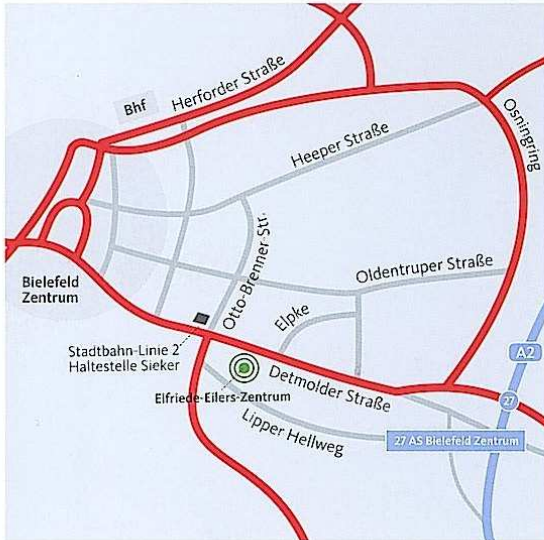 Bhf
Herforder Straße
Heeper Straße
Osningring
Otto-Brenner-Str.
Oldentruper Straße
Bielefeld
Zentrum
Elpke
Stadtbahn-Linie 2
Haltestelle Sieker
A2
Detmolder Straße
Elfriede-Eilers-Zentrum
27
Lipper Hellweg
27 AS Bielefeld Zentrum